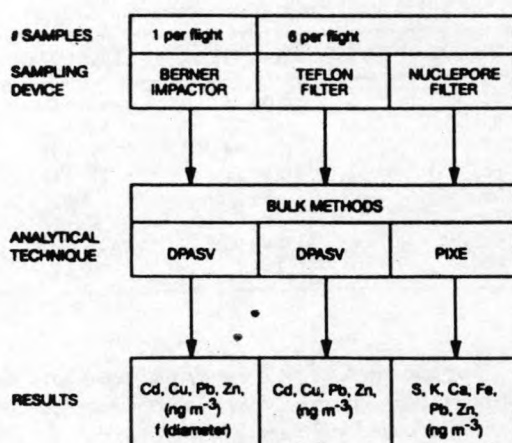 # SAMPLES
1 per flight
6 per flight
SAMPLING
DEVICE
BERNER
IMPACTOR
TEFLON
FILTER
NUCLEPORE
FILTER
BULK METHODS
ANALYTICAL
TECHNIQUE
DPASV
DPASV
PIXE
RESULTS
Cd, Cu, Pb, Zn,
(ng m⁻³)
f (diameter)
Cd, Cu, Pb, Zn,
(ng m⁻³)
S, K, Ca, Fe,
Pb, Zn,
(ng m⁻³)